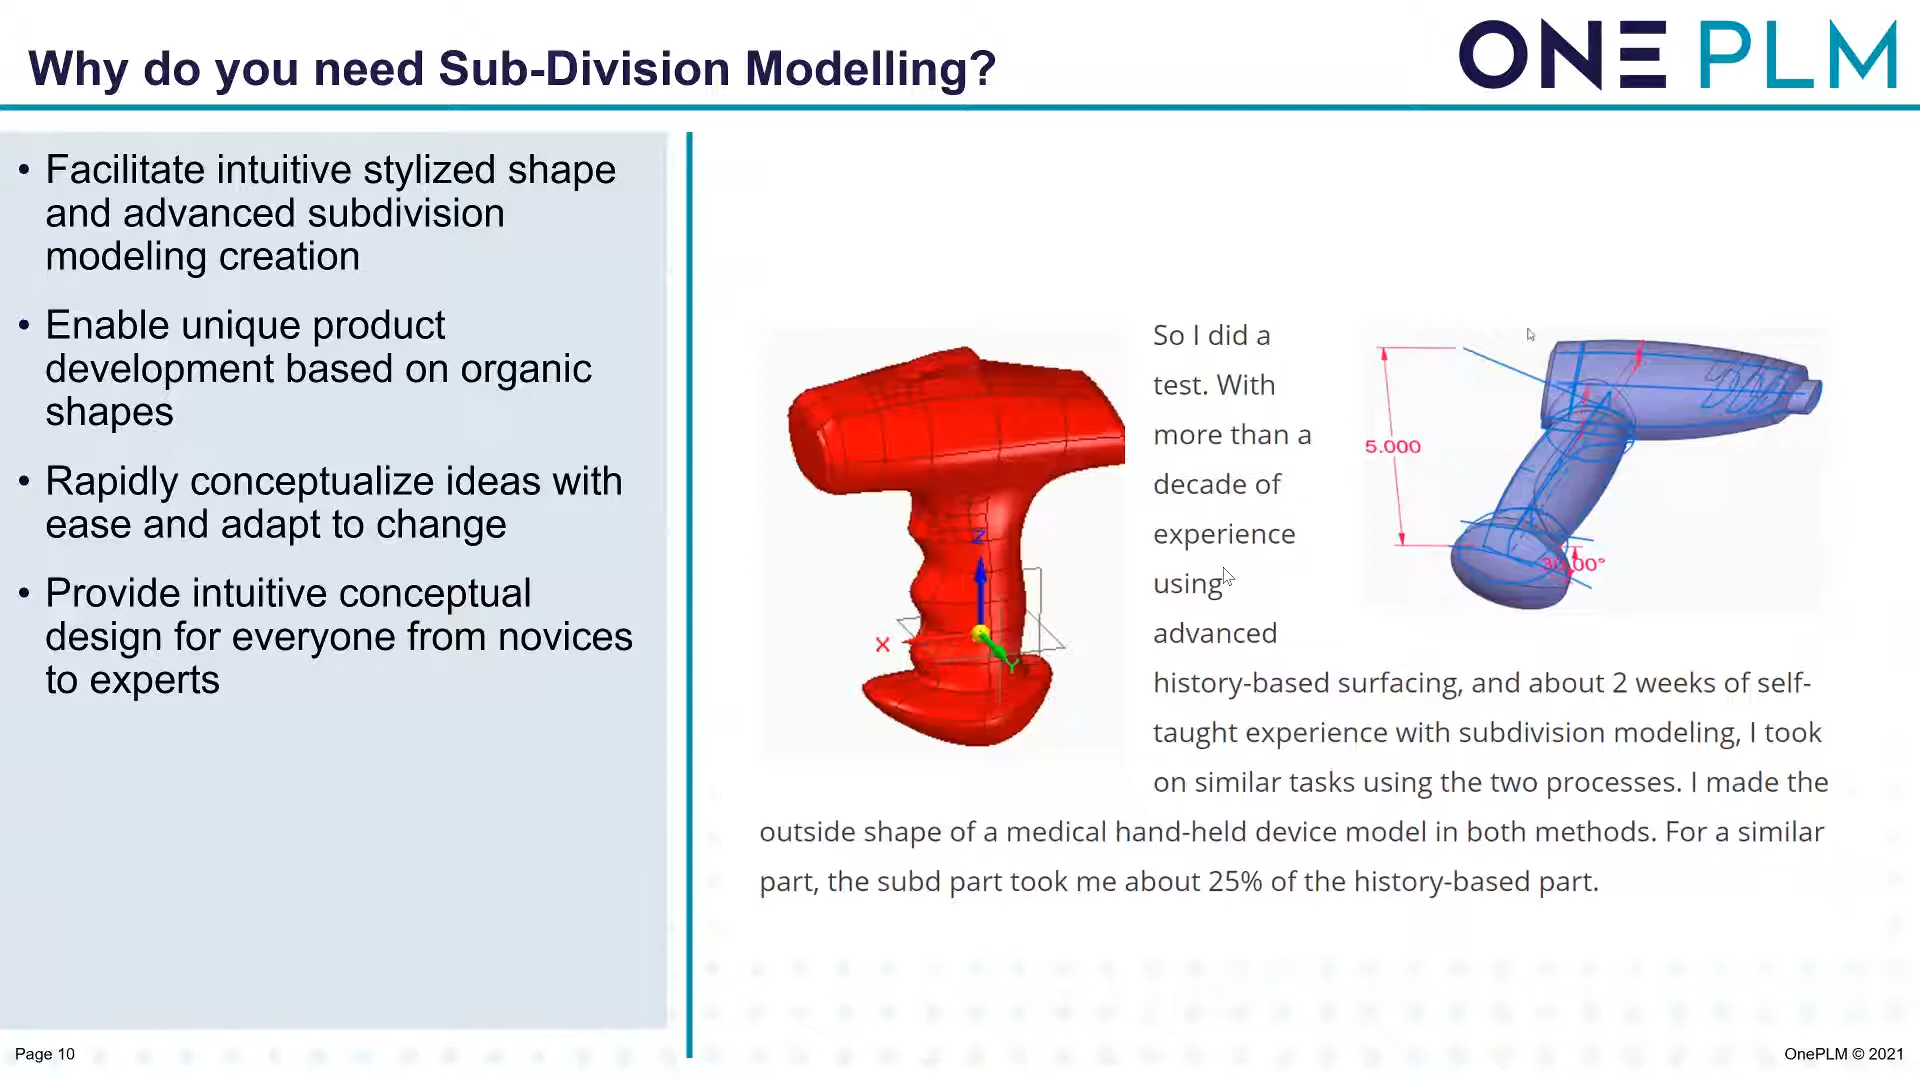 Why do you need Sub-Division Modelling?
ONE PLM
• Facilitate intuitive stylized shape
and advanced subdivision
modeling creation
• Enable unique product
development based on organic
shapes
• Rapidly conceptualize ideas with
ease and adapt to change
• Provide intuitive conceptual
design for everyone from novices
to experts
Z
X
Y
So I did a
test. With
more than a
decade of
experience
using
advanced
history-based surfacing, and about 2 weeks of self-
taught experience with subdivision modeling, I took
on similar tasks using the two processes. I made the
outside shape of a medical hand-held device model in both methods. For a similar
part, the subd part took me about 25% of the history-based part.
5.000
Page 10
OnePLM © 2021